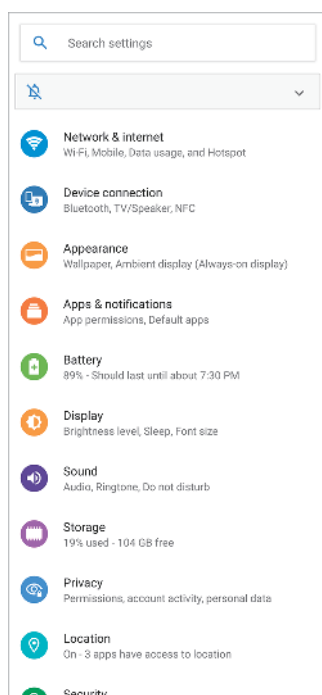 Search settings
Network & internet
Wi-Fi, Mobile, Data usage, and Hotspot
Device connection
Bluetooth, TV/Speaker, NFC
Appearance
Wallpaper, Ambient display (Always-on display)
Apps & notifications
App permissions, Default apps
Battery
89% - Should last until about 7:30 PM
Display
Brightness level, Sleep, Font size
Sound
Audio, Ringtone, Do not disturb
Storage
19% used - 104 GB free
Privacy
Permissions, account activity, personal data
Location
On - 3 apps have access to location
Security